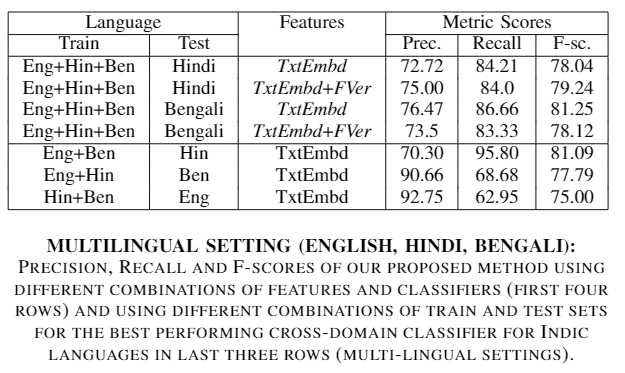 Language Features Metric Scores
Train Test Prec. Recall F-sc.
Eng+Hin+Ben Hindi TxtEmbd 72.72 84.21 78.04
Eng+Hin+Ben Hindi TxtEmbd+FVer 75.00 84.0 79.24
Eng+Hin+Ben Bengali TxtEmbd 76.47 86.66 81.25
Eng+Hin+Ben Bengali TxtEmbd+FVer 73.5 83.33 78.12
Eng+Ben Hin TxtEmbd 70.30 95.80 81.09
Eng+Hin Ben TxtEmbd 90.66 68.68 77.79
Hin+Ben Eng TxtEmbd 92.75 62.95 75.00
MULTILINGUAL SETTING (ENGLISH, HINDI, BENGALI):
PRECISION, RECALL AND F-SCORES OF OUR PROPOSED METHOD USING
DIFFERENT COMBINATIONS OF FEATURES AND CLASSIFIERS (FIRST FOUR
ROWS) AND USING DIFFERENT COMBINATIONS OF TRAIN AND TEST SETS
FOR THE BEST PERFORMING CROSS-DOMAIN CLASSIFIER FOR INDIC
LANGUAGES IN LAST THREE ROWS (MULTI-LINGUAL SETTINGS).